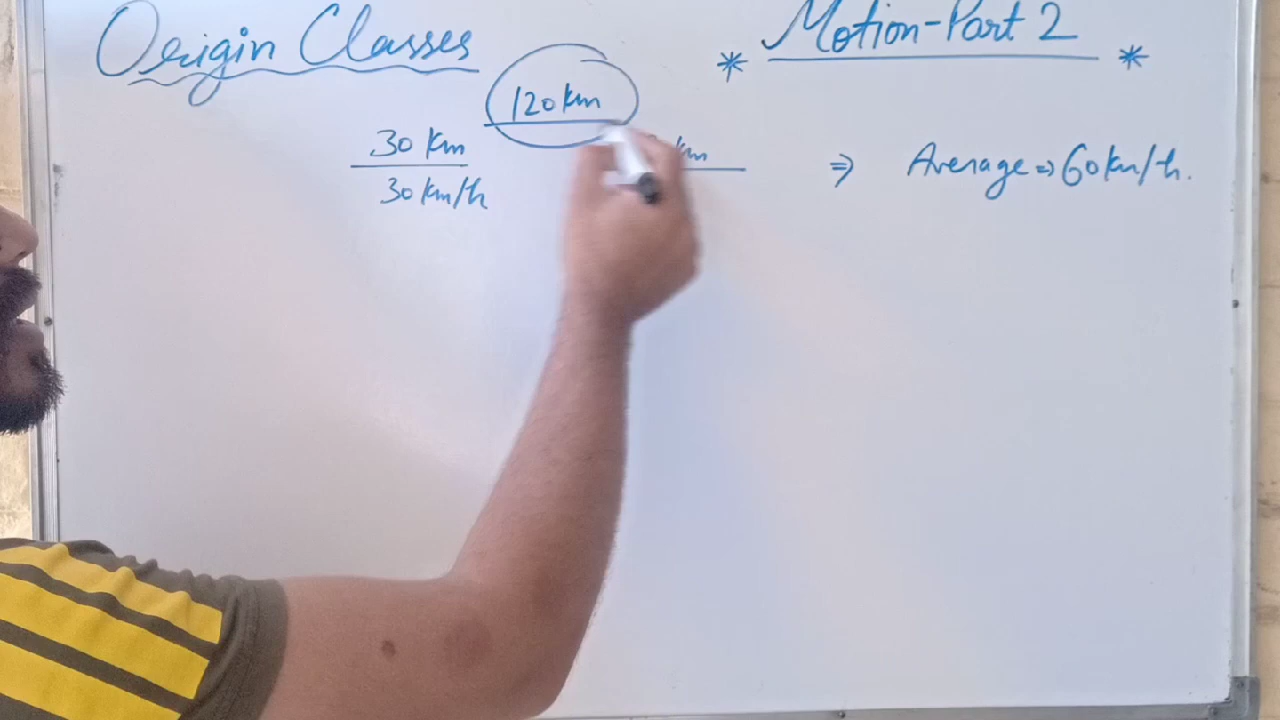 Origin Classes
Motion-Part 2
120 km
30 km
km
30 km/h
⇒ Average ⇒ 60 km/h.